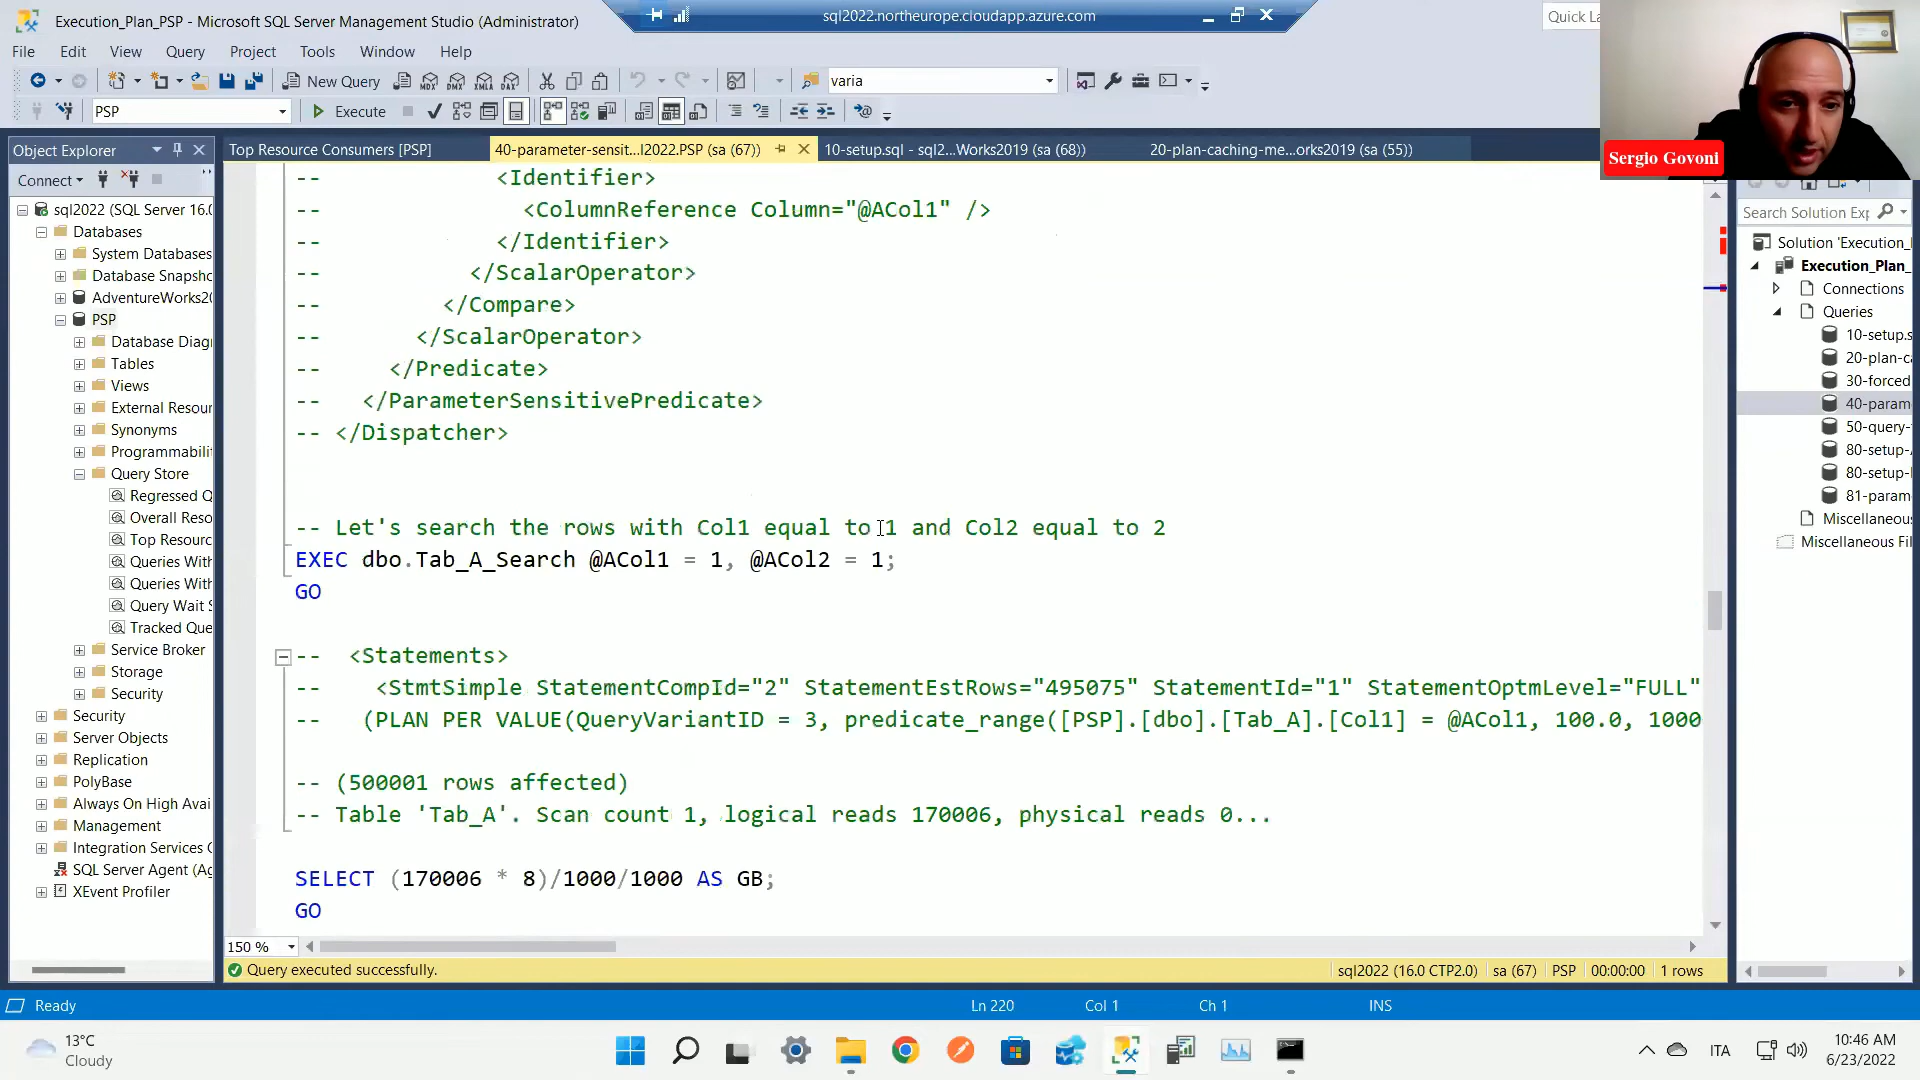 Execution_Plan_PSP - Microsoft SQL Server Management Studio (Administrator)
sql2022.northeurope.cloudapp.azure.com
Quick La
File Edit View Query Project Tools Window Help
New Query
MDX DMX XMLA DAX
varia
PSP
Execute
Object Explorer
Connect
sql2022 (SQL Server 16.0
Databases
System Databases
Database Snapsho
AdventureWorks20
PSP
Database Diagr
Tables
Views
External Resour
Synonyms
Programmabili
Query Store
Regressed Q
Overall Reso
Top Resourc
Queries With
Queries With
Query Wait S
Tracked Que
Service Broker
Storage
Security
Security
Server Objects
Replication
PolyBase
Always On High Avai
Management
Integration Services C
SQL Server Agent (Ag
XEvent Profiler
Top Resource Consumers [PSP]
40-parameter-sensit...l2022.PSP (sa (67))
10-setup.sql - sql2...Works2019 (sa (68))
20-plan-caching-me...orks2019 (sa (55))
-- <Identifier>
-- <ColumnReference Column="@ACol1" />
-- </Identifier>
-- </ScalarOperator>
-- </Compare>
-- </ScalarOperator>
-- </Predicate>
-- </ParameterSensitivePredicate>
-- </Dispatcher>
-- Let's search the rows with Col1 equal to 1 and Col2 equal to 2
EXEC dbo.Tab_A_Search @ACol1 = 1, @ACol2 = 1;
GO
-- <Statements>
-- <StmtSimple StatementCompId="2" StatementEstRows="495075" StatementId="1" StatementOptmLevel="FULL"
-- (PLAN PER VALUE(QueryVariantID = 3, predicate_range([PSP].[dbo].[Tab_A].[Col1] = @ACol1, 100.0, 1000
-- (500001 rows affected)
-- Table 'Tab_A'. Scan count 1, logical reads 170006, physical reads 0...
SELECT (170006 * 8)/1000/1000 AS GB;
GO
150 %
Query executed successfully.
sql2022 (16.0 CTP2.0) sa (67) PSP 00:00:00 1 rows
Sergio Govoni
Search Solution Exp
Solution 'Execution_
Execution_Plan_
Connections
Queries
10-setup.s
20-plan-ca
30-forced
40-param
50-query-
80-setup-
80-setup-
81-param
Miscellaneou
Miscellaneous Fil
Ready
Ln 220 Col 1 Ch 1 INS
13°C
Cloudy
ITA
10:46 AM
6/23/2022